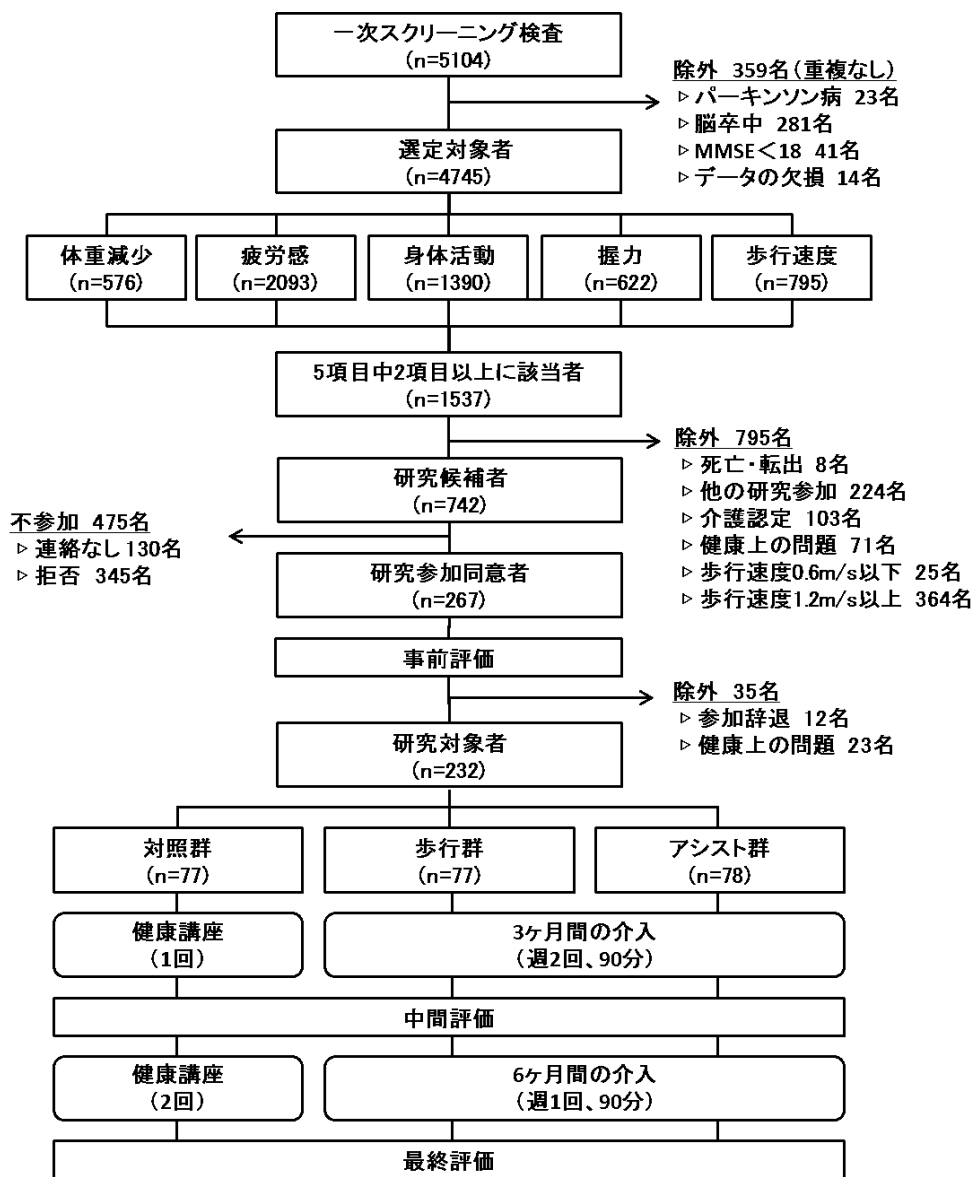 一次スクリーニング検査
(n=5104)
除外 359名(重複なし)
▷ パーキンソン病 23名
▷ 脳卒中 281名
▷ MMSE<18 41名
▷ データの欠損 14名
選定対象者
(n=4745)
体重減少
(n=576)
疲労感
(n=2093)
身体活動
(n=1390)
握力
(n=622)
歩行速度
(n=795)
5項目中2項目以上に該当者
(n=1537)
除外 795名
▷ 死亡・転出 8名
▷ 他の研究参加 224名
▷ 介護認定 103名
▷ 健康上の問題 71名
▷ 歩行速度0.6m/s以下 25名
▷ 歩行速度1.2m/s以上 364名
研究候補者
(n=742)
不参加 475名
▷ 連絡なし 130名
▷ 拒否 345名
研究参加同意者
(n=267)
事前評価
除外 35名
▷ 参加辞退 12名
▷ 健康上の問題 23名
研究対象者
(n=232)
対照群
(n=77)
歩行群
(n=77)
アシスト群
(n=78)
健康講座
(1回)
3ヶ月間の介入
(週2回、90分)
中間評価
健康講座
(2回)
6ヶ月間の介入
(週1回、90分)
最終評価